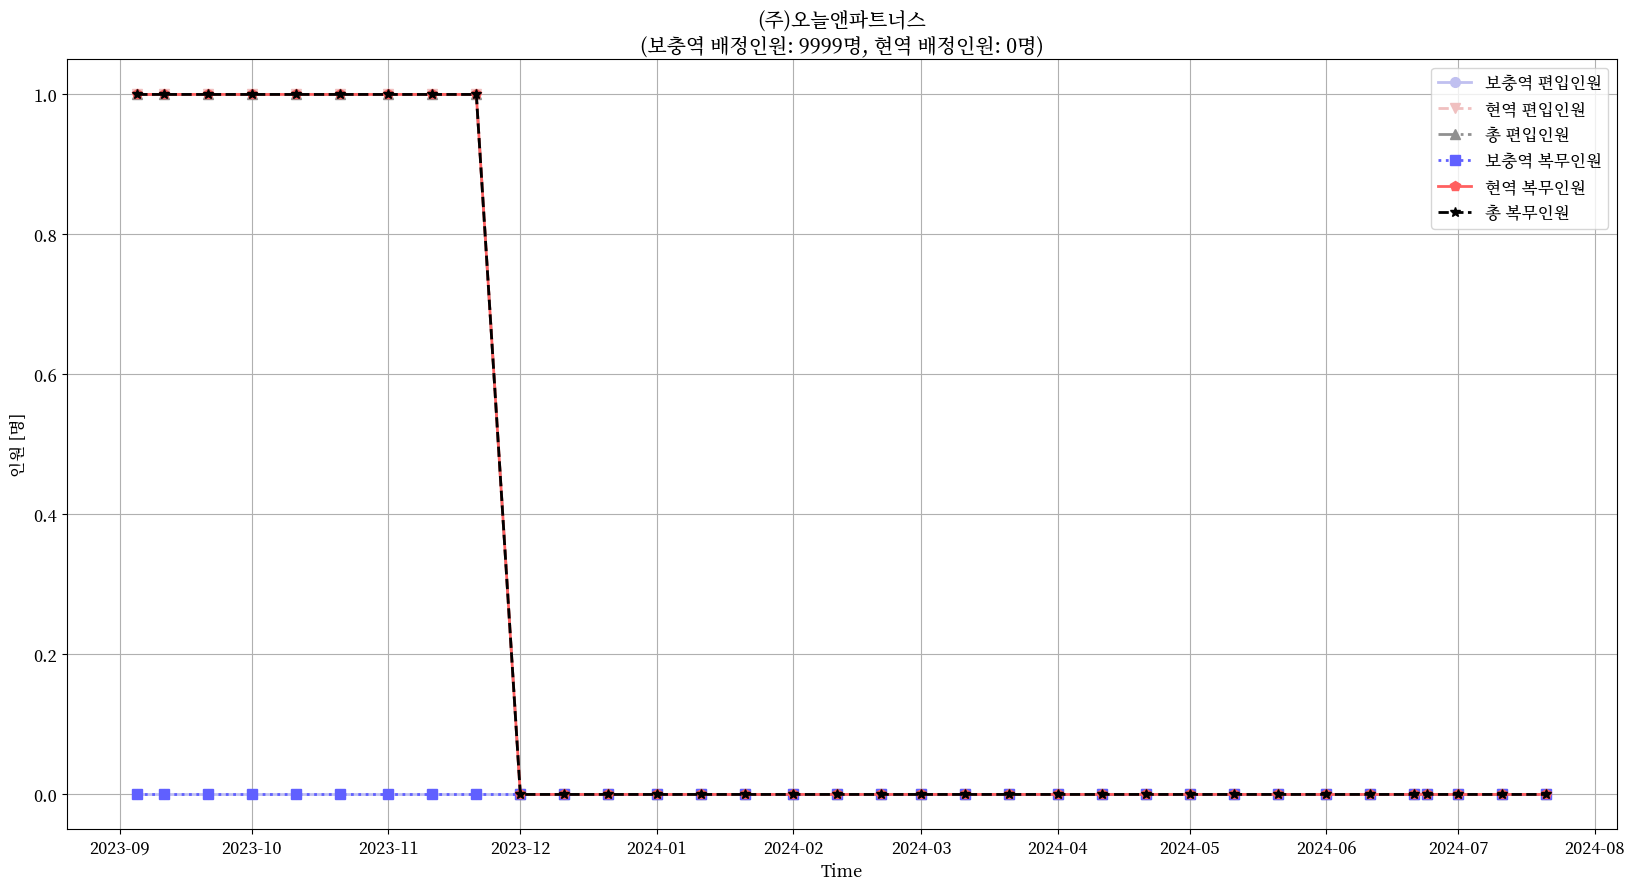 (주)오늘앤파트너스
(보충역 배정인원: 9999명, 현역 배정인원: 0명)
보충역 편입인원
현역 편입인원
총 편입인원
보충역 복무인원
현역 복무인원
총 복무인원
인원 [명]
1.0
0.8
0.6
0.4
0.2
0.0
2023-09 2023-10 2023-11 2023-12 2024-01 2024-02 2024-03 2024-04 2024-05 2024-06 2024-07 2024-08
Time